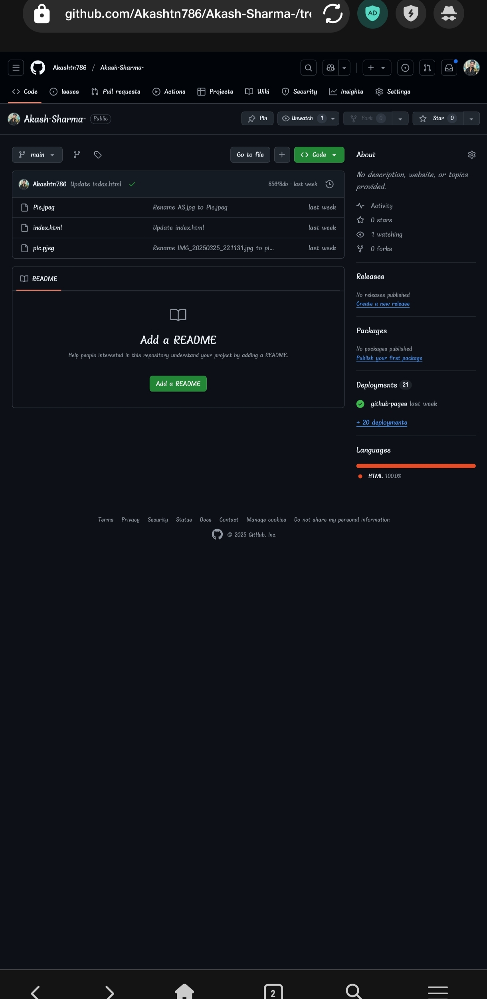 github.com/Akashtn786/Akash-Sharma-/tre
AD
Akashtn786 / Akash-Sharma-
Code Issues Pull requests Actions Projects Wiki Security Insights Settings
Akash-Sharma- Public Pin Unwatch 1 Fork 0 Star 0
main Go to file Code
Akashtn786 Update index.html 856f8db · last week
Pic.jpeg Rename AS.jpg to Pic.jpeg last week
index.html Update index.html last week
pic.pjeg Rename IMG_20250325_221131.jpg to pi... last week
README
Add a README
Help people interested in this repository understand your project by adding a README.
Add a README
About
No description, website, or topics
provided.
Activity
0 stars
1 watching
0 forks
Releases
No releases published
Create a new release
Packages
No packages published
Publish your first package
Deployments 21
github-pages last week
+ 20 deployments
Languages
HTML 100.0%
Terms Privacy Security Status Docs Contact Manage cookies Do not share my personal information
© 2025 GitHub, Inc.
2